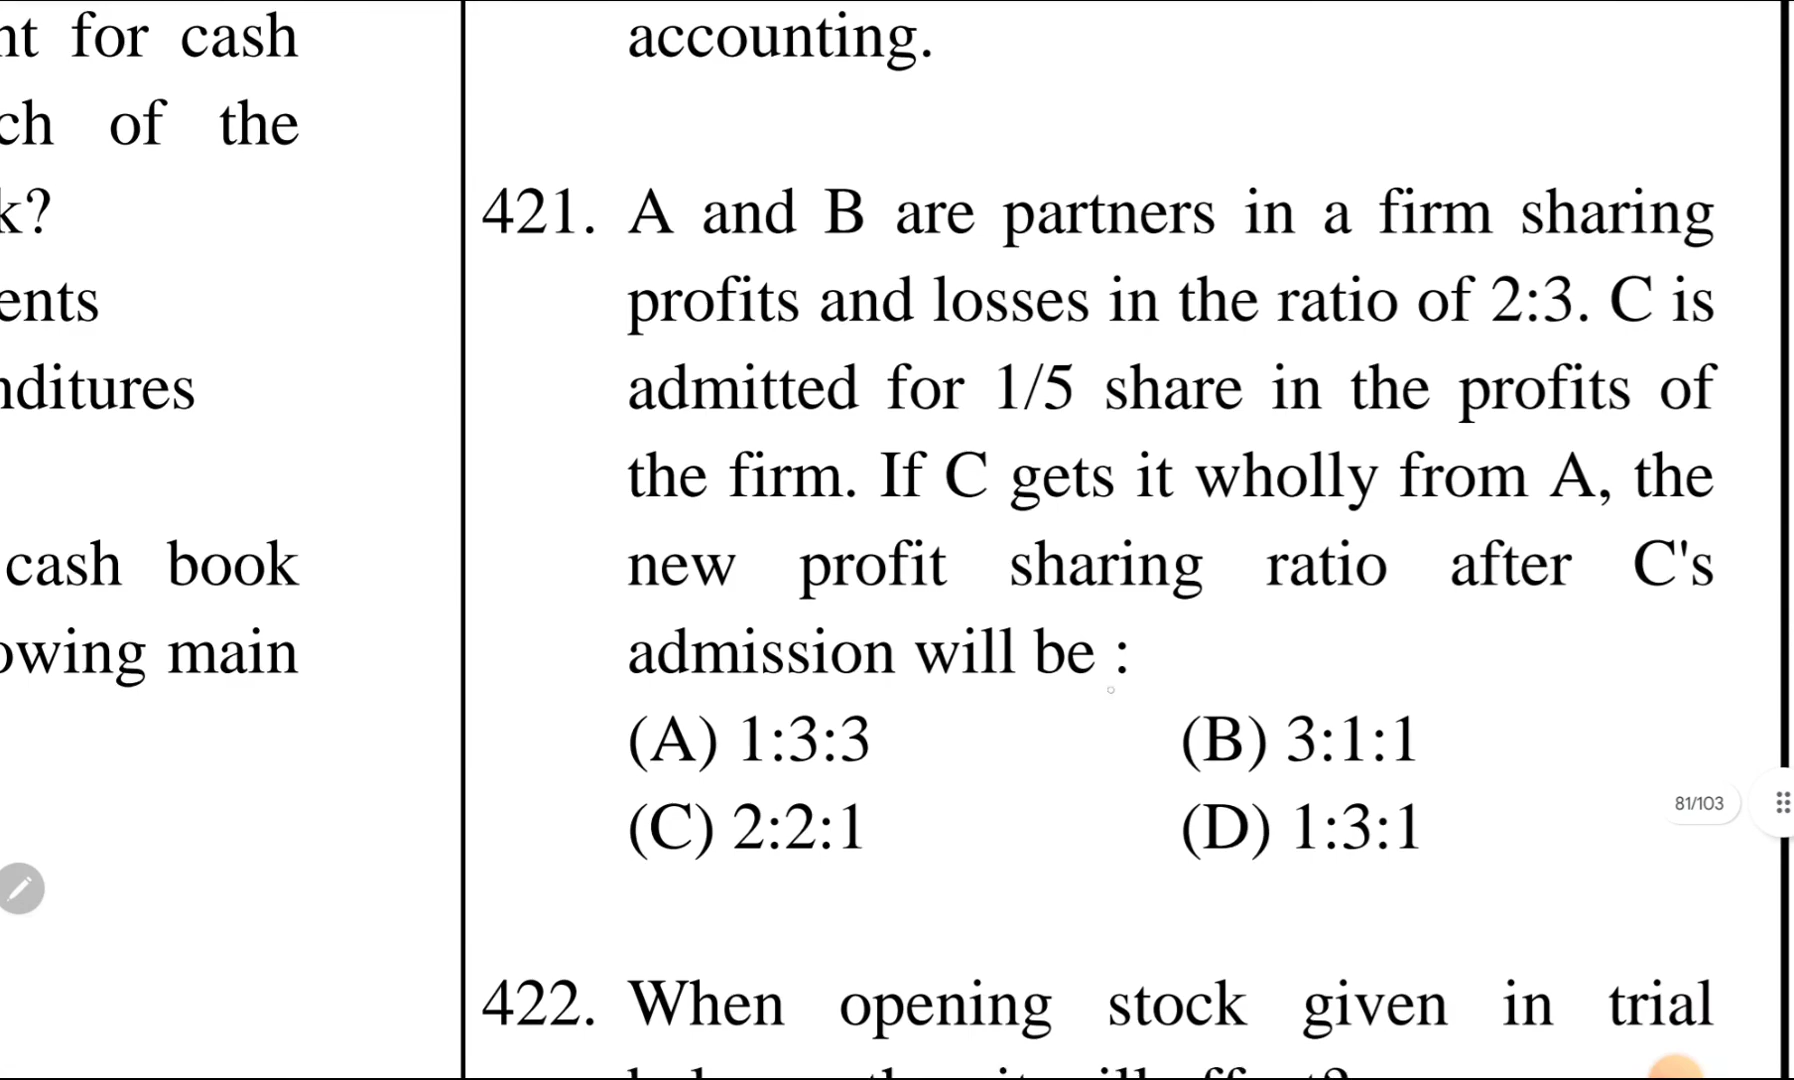 nt for cash
ch of the
k?
ents
nditures
cash book
owing main
accounting.
421. A and B are partners in a firm sharing
profits and losses in the ratio of 2:3. C is
admitted for 1/5 share in the profits of
the firm. If C gets it wholly from A, the
new profit sharing ratio after C's
admission will be :
(A) 1:3:3 (B) 3:1:1
(C) 2:2:1 (D) 1:3:1
81/103
422. When opening stock given in trial